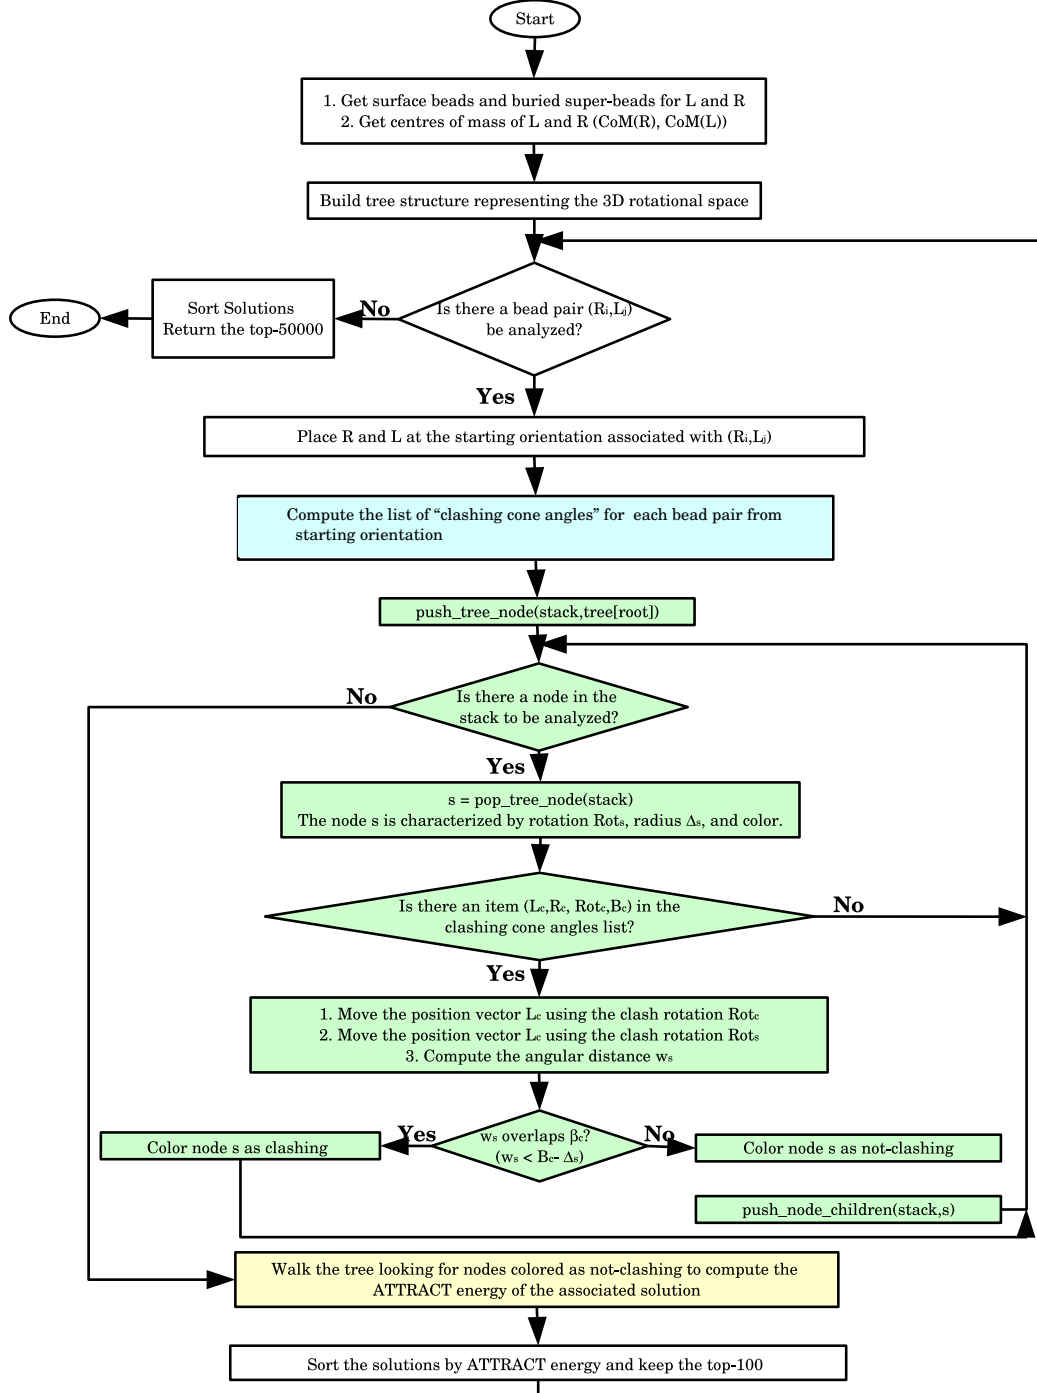 Start
1. Get surface beads and buried super-beads for L and R
2. Get centres of mass of L and R (CoM(R), CoM(L))
Build tree structure representing the 3D rotational space
Is there a bead pair (Ri,Lj)
be analyzed?
No
Sort Solutions
Return the top-50000
End
Yes
Place R and L at the starting orientation associated with (Ri,Lj)
Compute the list of “clashing cone angles” for each bead pair from
starting orientation
push_tree_node(stack,tree[root])
Is there a node in the
stack to be analyzed?
No
Yes
s = pop_tree_node(stack)
The node s is characterized by rotation Rots, radius Δs, and color.
Is there an item (Lc,Rc, Rotc,Bc) in the
clashing cone angles list?
No
Yes
1. Move the position vector Lc using the clash rotation Rotc
2. Move the position vector Lc using the clash rotation Rots
3. Compute the angular distance ws
ws overlaps βc?
(ws < Bc- Δs)
Yes
No
Color node s as clashing
Color node s as not-clashing
push_node_children(stack,s)
Walk the tree looking for nodes colored as not-clashing to compute the
ATTRACT energy of the associated solution
Sort the solutions by ATTRACT energy and keep the top-100